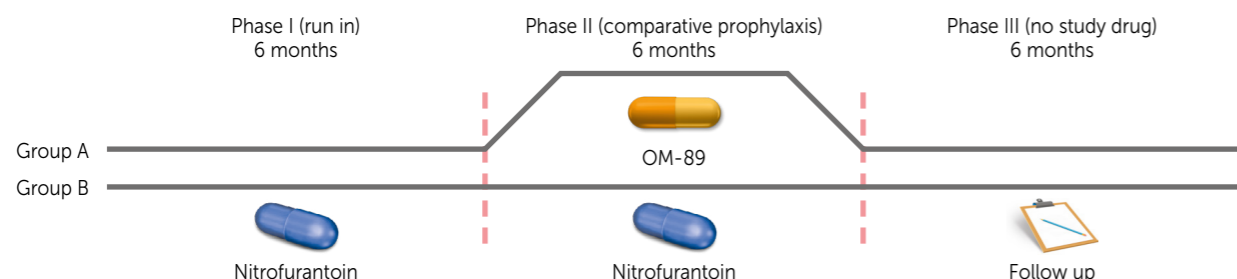 Phase I (run in)
6 months
Phase II (comparative prophylaxis)
6 months
Phase III (no study drug)
6 months
Group A
OM-89
Group B
Nitrofurantoin
Nitrofurantoin
Follow up